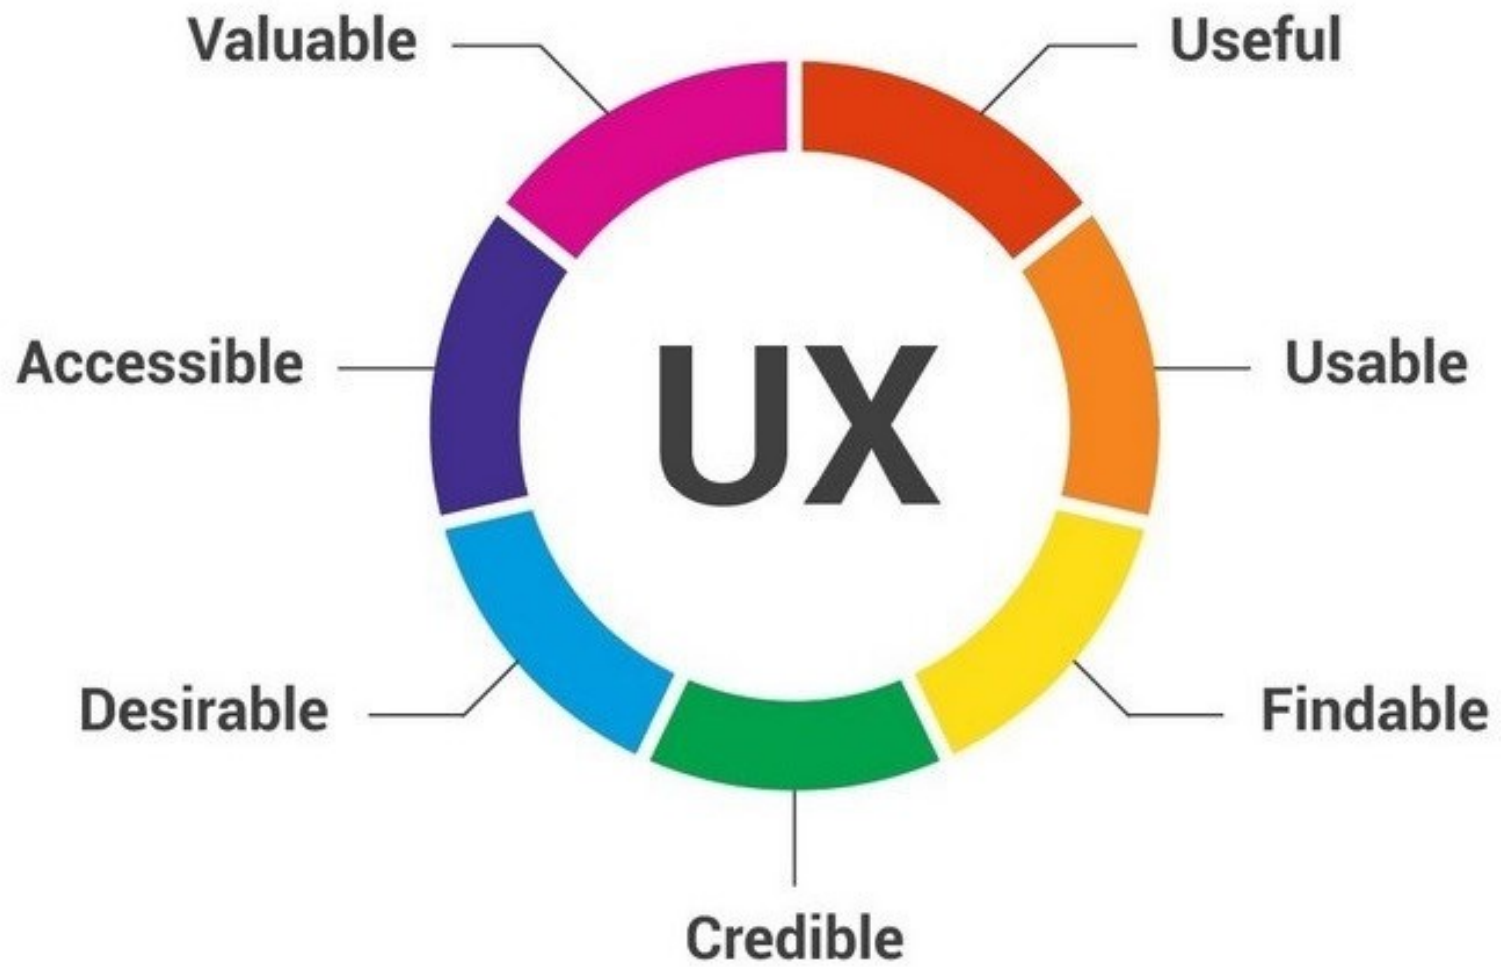 Valuable
Useful
Accessible
UX
Usable
Desirable
Findable
Credible